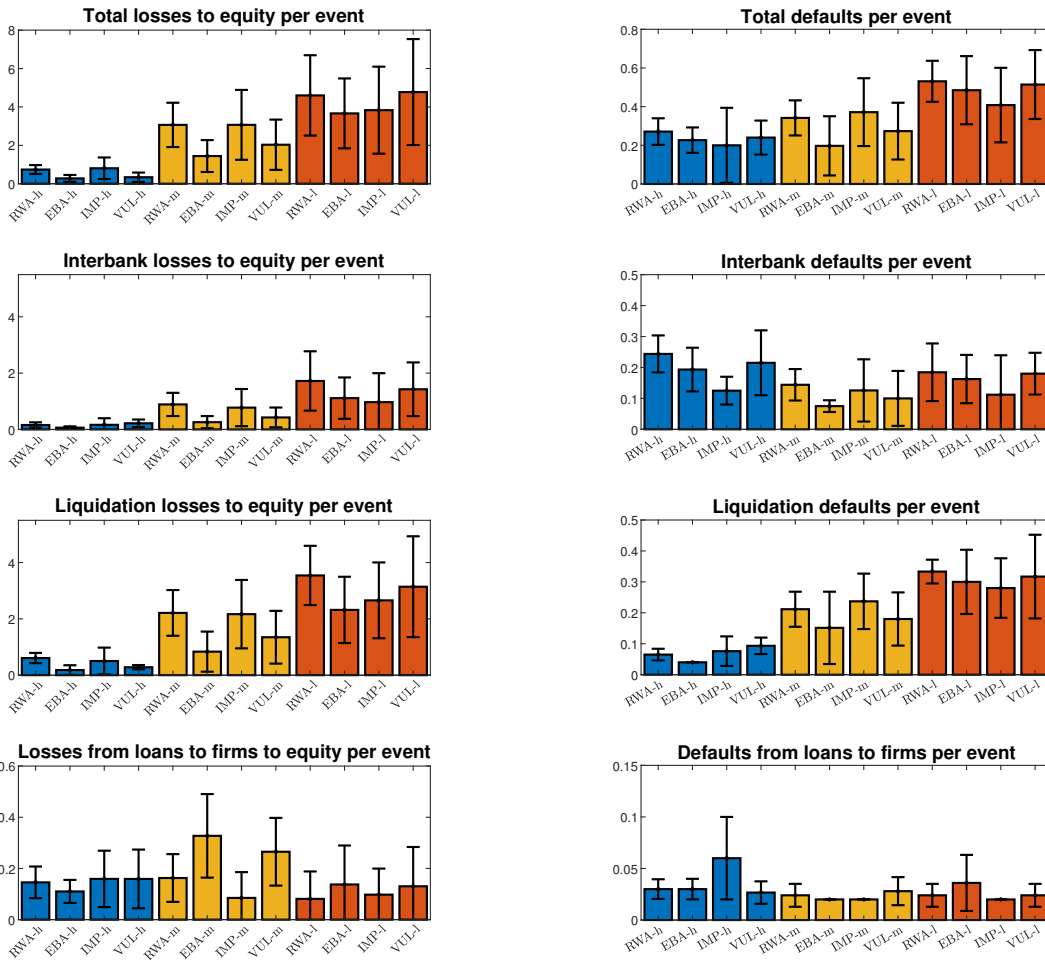 Total losses to equity per event
8
6
4
2
0
RWA-h EBA-h IMP-h VUL-h RWA-m EBA-m IMP-m VUL-m RWA-l EBA-l IMP-l VUL-l
Total defaults per event
0.8
0.6
0.4
0.2
0
RWA-h EBA-h IMP-h VUL-h RWA-m EBA-m IMP-m VUL-m RWA-l EBA-l IMP-l VUL-l
Interbank losses to equity per event
4
2
0
RWA-h EBA-h IMP-h VUL-h RWA-m EBA-m IMP-m VUL-m RWA-l EBA-l IMP-l VUL-l
Interbank defaults per event
0.5
0.4
0.3
0.2
0.1
0
RWA-h EBA-h IMP-h VUL-h RWA-m EBA-m IMP-m VUL-m RWA-l EBA-l IMP-l VUL-l
Liquidation losses to equity per event
4
2
0
RWA-h EBA-h IMP-h VUL-h RWA-m EBA-m IMP-m VUL-m RWA-l EBA-l IMP-l VUL-l
Liquidation defaults per event
0.5
0.4
0.3
0.2
0.1
0
RWA-h EBA-h IMP-h VUL-h RWA-m EBA-m IMP-m VUL-m RWA-l EBA-l IMP-l VUL-l
Losses from loans to firms to equity per event
0.6
0.4
0.2
0
RWA-h EBA-h IMP-h VUL-h RWA-m EBA-m IMP-m VUL-m RWA-l EBA-l IMP-l VUL-l
Defaults from loans to firms per event
0.15
0.1
0.05
0
RWA-h EBA-h IMP-h VUL-h RWA-m EBA-m IMP-m VUL-m RWA-l EBA-l IMP-l VUL-l